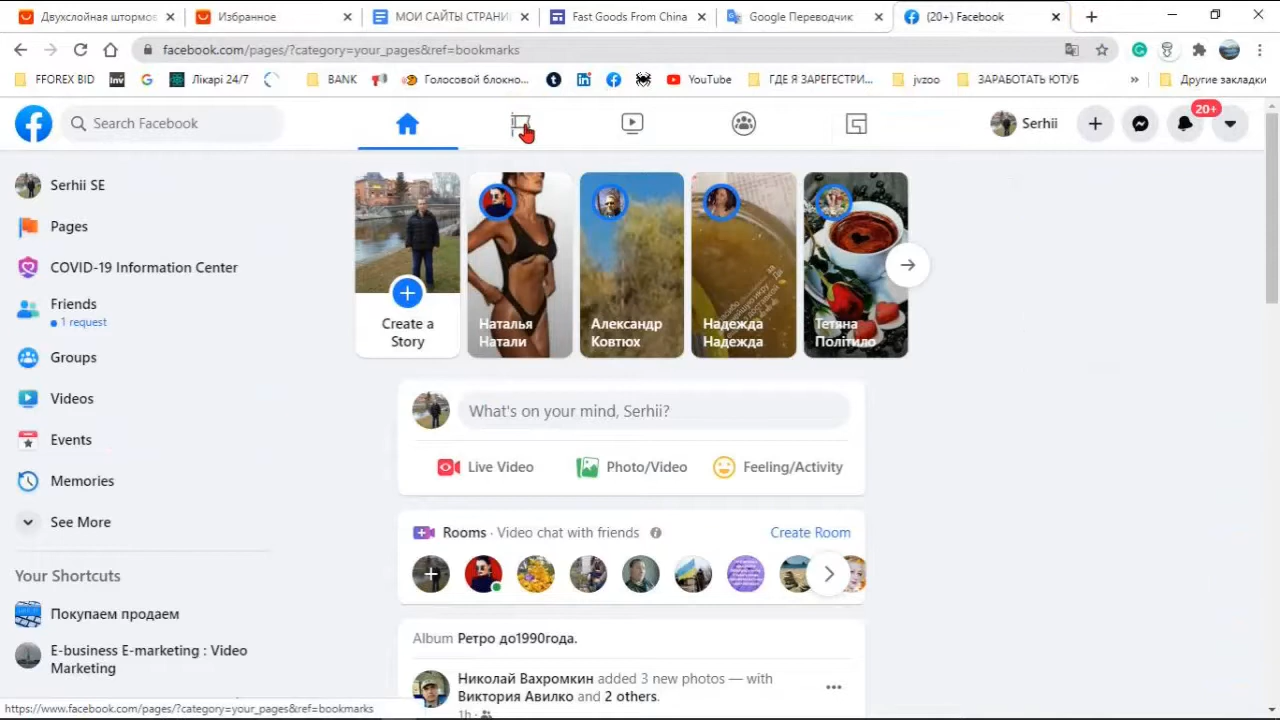 Двухслойная штормов
Избранное
МОИ САЙТЫ СТРАНИ
Fast Goods From China
Google Переводчик
(20+) Facebook
facebook.com/pages/?category=your_pages&ref=bookmarks
FFOREX BID
Inv
Лікарі 24/7
BANK
Голосовой блокно...
YouTube
ГДЕ Я ЗАРЕГЕСТРИ...
jvzoo
ЗАРАБОТАТЬ ЮТУБ
Другие закладки
Search Facebook
Serhii
20+
Serhii SE
Pages
COVID-19 Information Center
Friends
1 request
Groups
Videos
Events
Memories
See More
Your Shortcuts
Покупаем продаем
E-business E-marketing : Video
Marketing
Create a
Story
Наталья
Натали
Александр
Ковтюх
Надежда
Надежда
Тетяна
Політило
What's on your mind, Serhii?
Live Video
Photo/Video
Feeling/Activity
Rooms · Video chat with friends
Create Room
Album Ретро до1990года.
Николай Вахромкин added 3 new photos — with
Виктория Авилко and 2 others.
1h
https://www.facebook.com/pages/?category=your_pages&ref=bookmarks